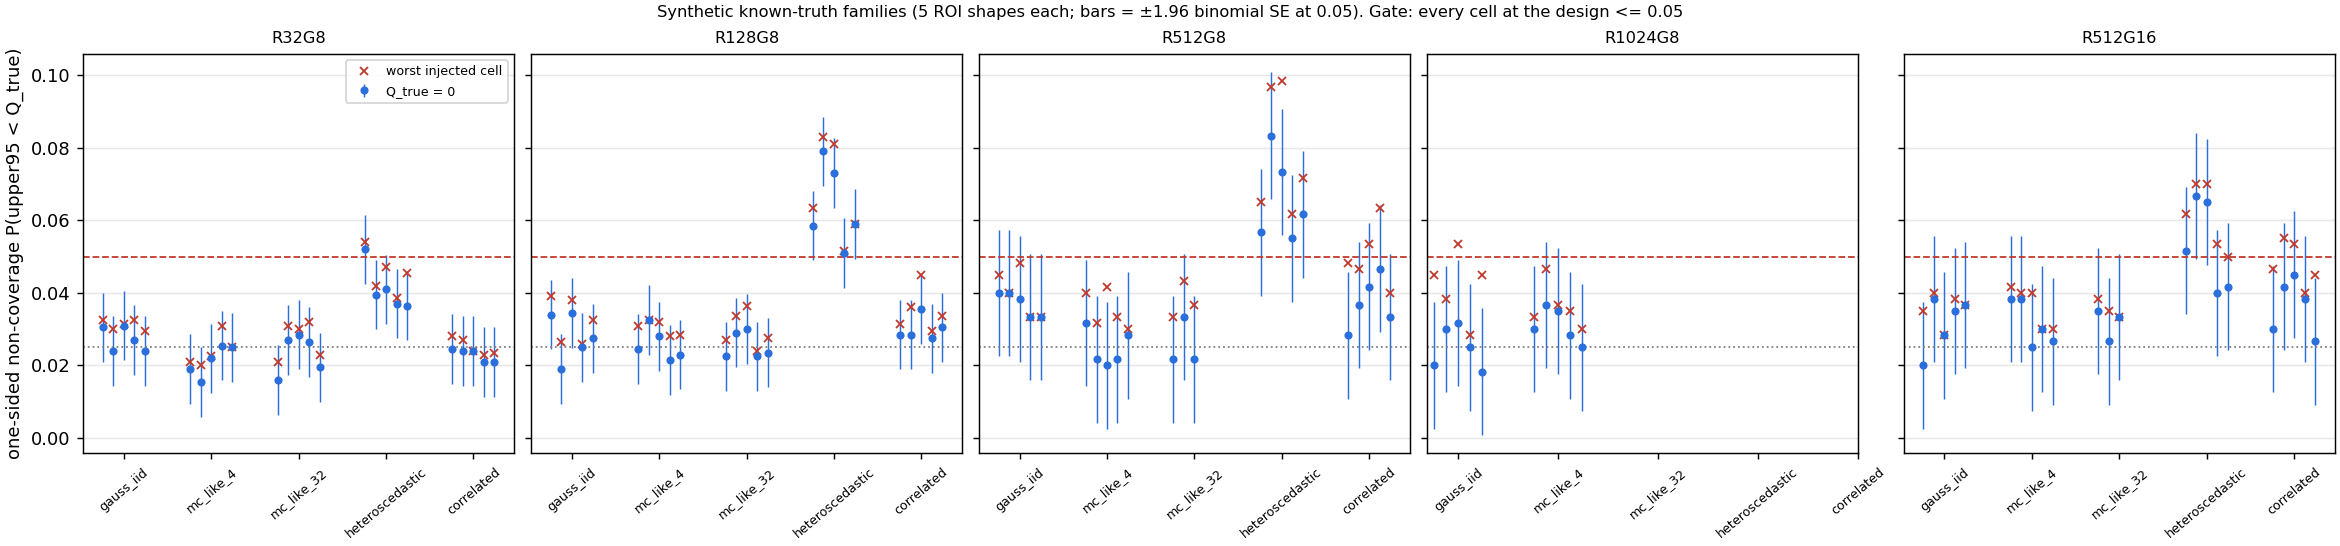 Synthetic known-truth families (5 ROI shapes each; bars = ±1.96 binomial SE at 0.05). Gate: every cell at the design <= 0.05
R32G8
R128G8
R512G8
R1024G8
R512G16
one-sided non-coverage P(upper95 < Q_true)
0.10
0.08
0.06
0.04
0.02
0.00
worst injected cell
Q_true = 0
gauss_iid
mc_like_4
mc_like_32
heteroscedastic
correlated
gauss_iid
mc_like_4
mc_like_32
heteroscedastic
correlated
gauss_iid
mc_like_4
mc_like_32
heteroscedastic
correlated
gauss_iid
mc_like_4
mc_like_32
heteroscedastic
correlated
gauss_iid
mc_like_4
mc_like_32
heteroscedastic
correlated